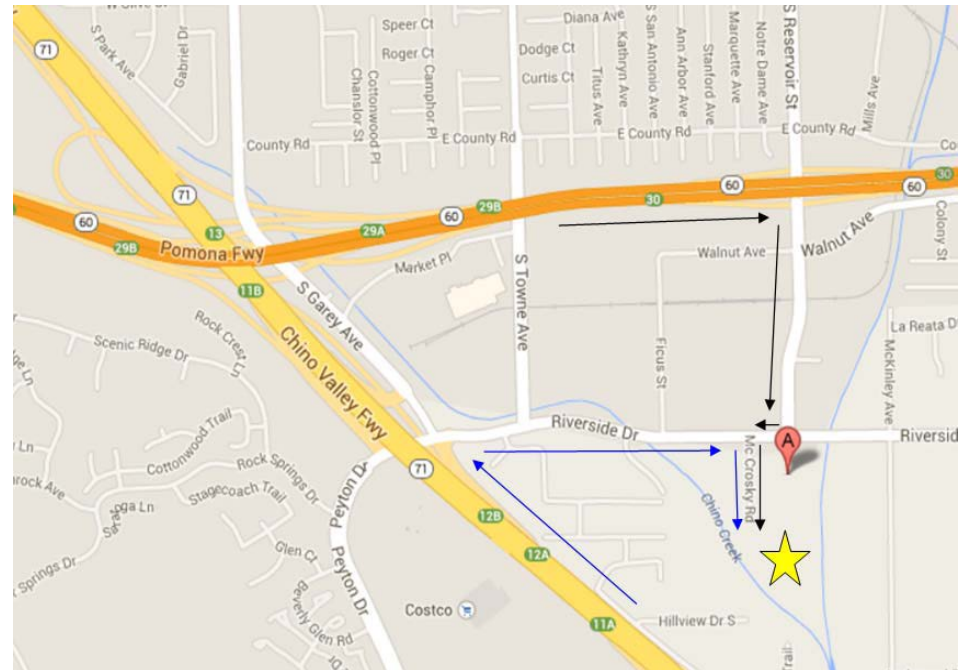 W Olive St
71
S Park Ave
Gabriel Dr
Speer Ct
Roger Ct
Chanslor St
Cottonwood Pl
Camphor Pl
County Rd
E County Rd
Diana Ave
Dodge Ct
Curtis Ct
Titus Ave
Kathryn Ave
S San Antonio Ave
Ann Arbor Ave
Stanford Ave
Marquette Ave
Notre Dame Ave
S Reservoir St
E County Rd
E County Rd
Mills Ave
Co
71
60
29B
13
Pomona Fwy
29A
60
29B
30
60
60
30
11B
Market Pl
S Garey Ave
S Towne Ave
Walnut Ave
Walnut Ave
Colony St
Rock Crest Ln
Scenic Ridge Dr
Chino Valley Fwy
Ficus St
La Reata D
McKinley Ave
Riverside Dr
A
Riversid
Cottonwood Trail
Rock Springs Dr
Stagecoach Trail
71
Peyton Dr
Peyton Dr
Mc Crosky Rd
Chino Creek
12B
12A
11A
Glen Ct
Beverly Glen Rd
Costco
Hillview Dr S